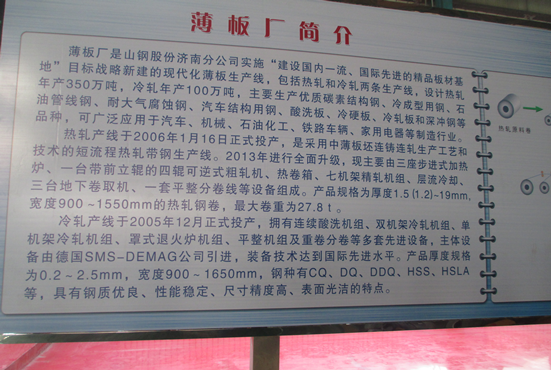 薄板厂简介
薄板厂是山钢股份济南分公司实施“建设国内一流、国际先进的精品板材基
地”目标战略新建的现代化薄板生产线，包括热轧和冷轧两条生产线，设计热轧
年产350万吨，冷轧年产100万吨，主要生产优质碳素结构钢、冷成型用钢、石
油管线钢、耐大气腐蚀钢、汽车结构用钢、酸洗板、冷硬板、冷轧板和深冲钢等
品种，可广泛应用于汽车、机械、石油化工、铁路车辆、家用电器等制造行业。
热轧产线于2006年1月16日正式投产，是采用中薄板坯连铸连轧生产工艺和
技术的短流程热轧带钢生产线。2013年进行全面升级，现主要由三座步进式加热
炉、一台带前立辊的四辊可逆式粗轧机、热卷箱、七机架精轧机组、层流冷却、
三台地下卷取机、一套平整分卷线等设备组成。产品规格为厚度1.5 (1.2)-19mm,
宽度900～1550mm的热轧钢卷，最大卷重为27.8 t。
冷轧产线于2005年12月正式投产，拥有连续酸洗机组、双机架冷轧机组、单
机架冷轧机组、罩式退火炉机组、平整机组及重卷分卷等多套先进设备，主体设
备由德国SMS-DEMAG公司引进，装备技术达到国际先进水平。产品厚度规格
为0.2～2.5mm，宽度900～1650mm，钢种有CQ、DQ、DDQ、HSS、HSLA
等，具有钢质优良、性能稳定、尺寸精度高、表面光洁的特点。
热轧原料卷